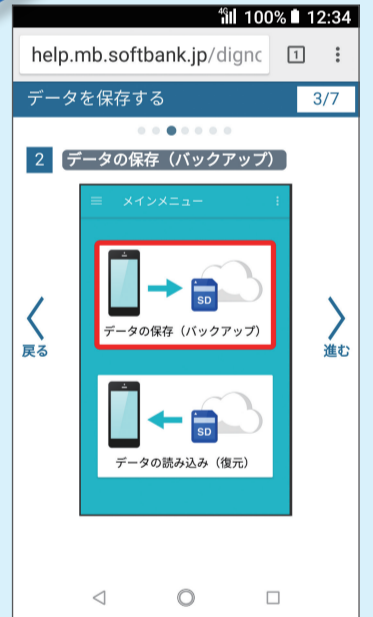 4G 100% 12:34
help.mb.softbank.jp/dignc 1
データを保存する 3/7
2 データの保存（バックアップ）
メインメニュー
SD
データの保存（バックアップ）
戻る
進む
SD
データの読み込み（復元）